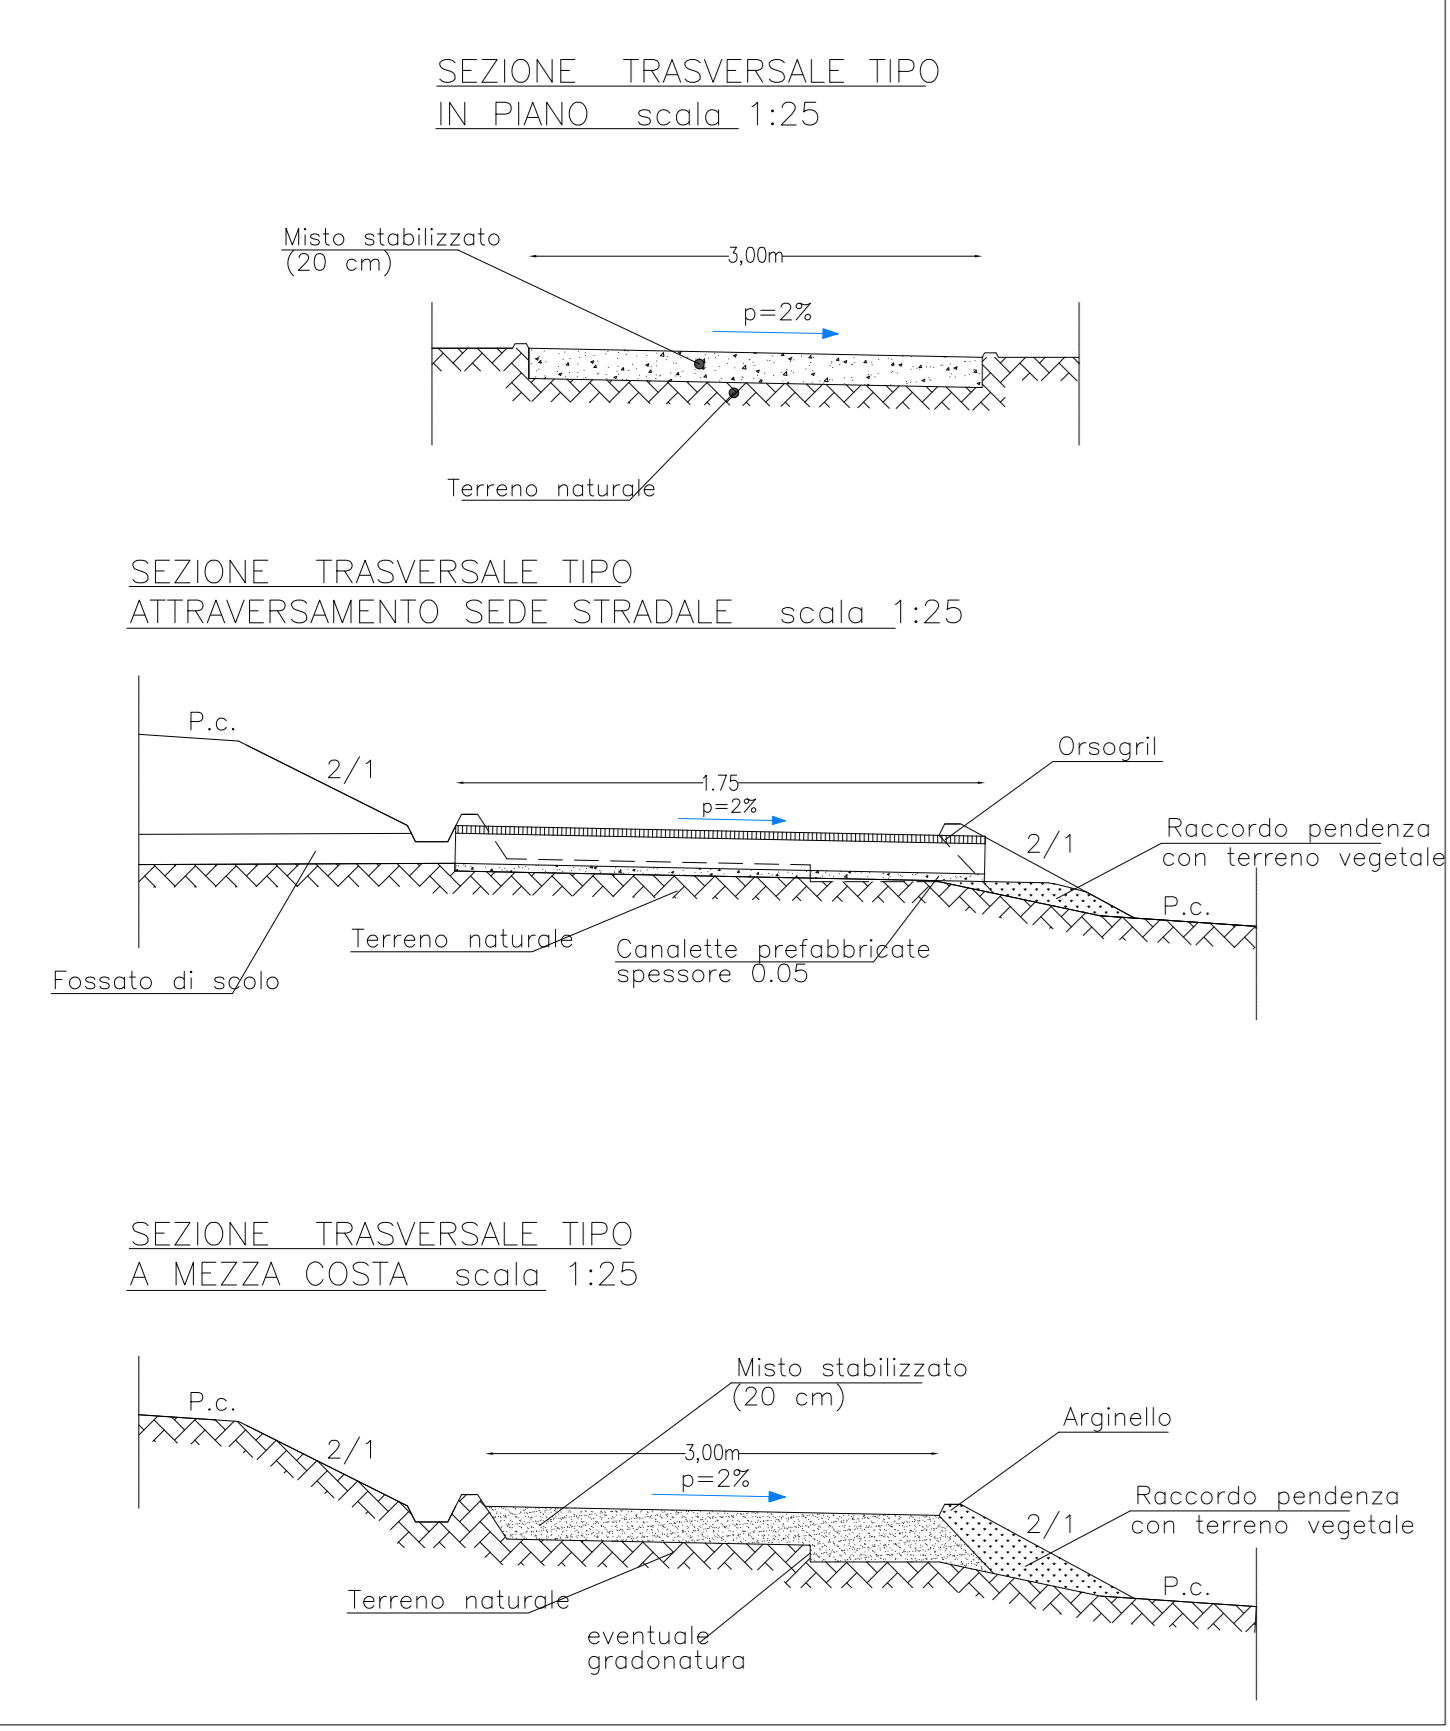 SEZIONE TRASVERSALE TIPO
IN PIANO scala 1:25
Misto stabilizzato
(20 cm)
3,00m
p=2%
Terreno naturale
SEZIONE TRASVERSALE TIPO
ATTRAVERSAMENTO SEDE STRADALE scala 1:25
P.c.
2/1
1.75
p=2%
Orsogril
2/1
Raccordo pendenza
con terreno vegetale
P.c.
Terreno naturale
Canalette prefabbricate
spessore 0.05
Fossato di scolo
SEZIONE TRASVERSALE TIPO
A MEZZA COSTA scala 1:25
P.c.
2/1
Misto stabilizzato
(20 cm)
3,00m
p=2%
Arginello
2/1
Raccordo pendenza
con terreno vegetale
P.c.
Terreno naturale
eventuale
gradonatura